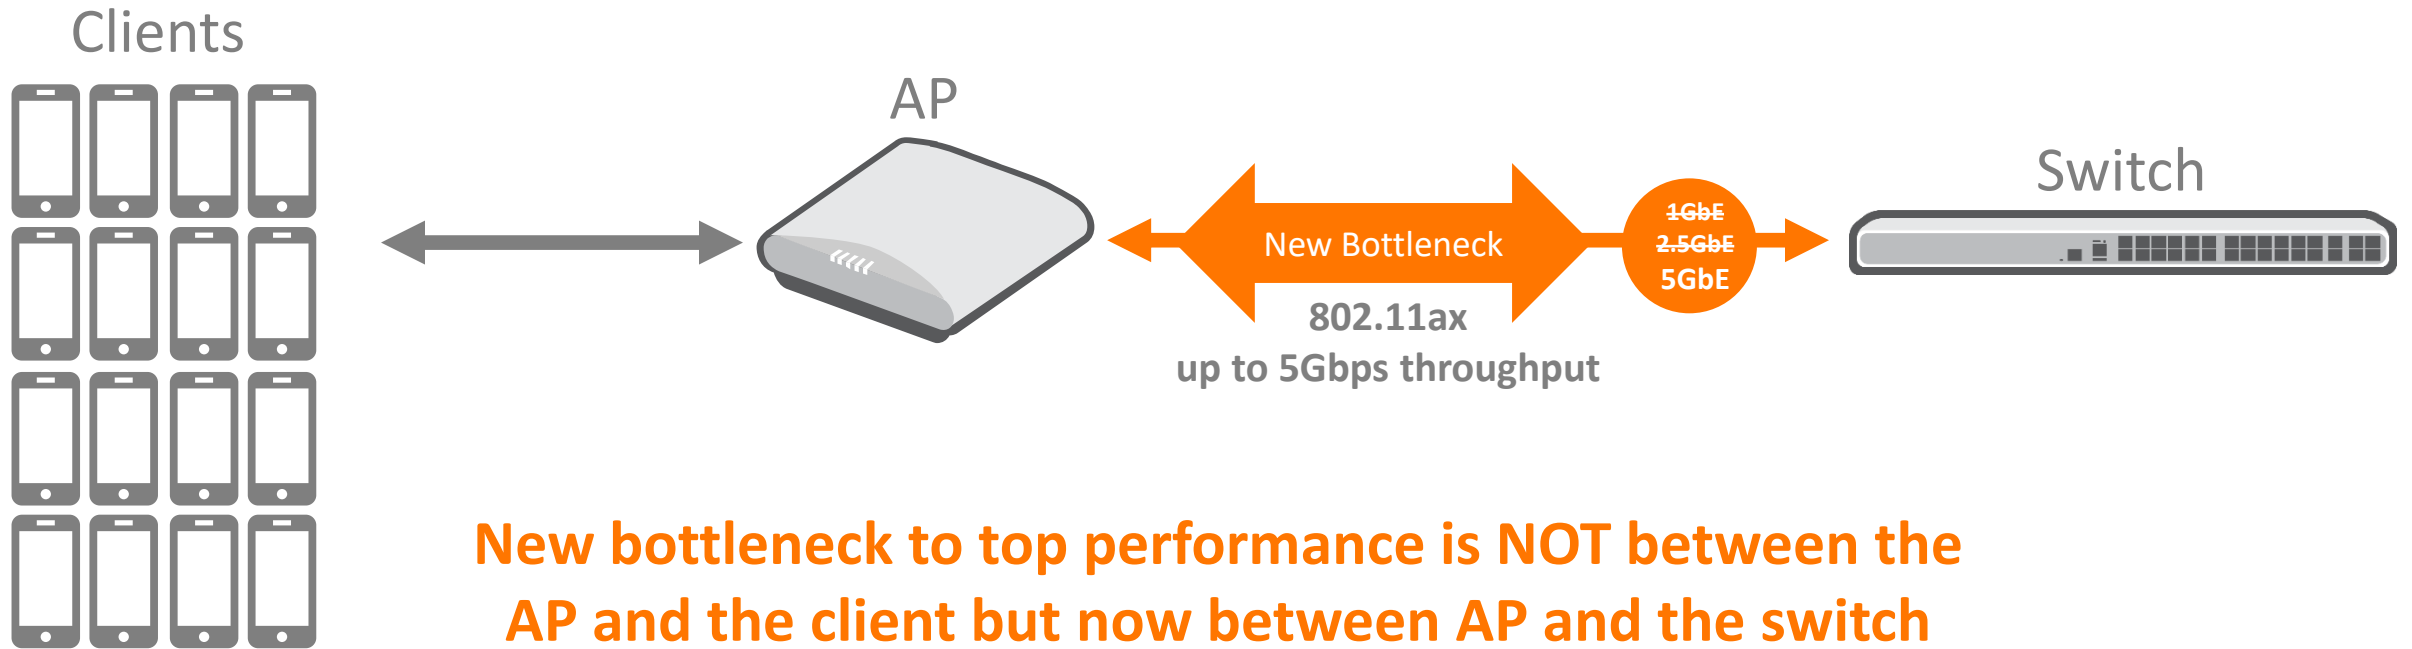 Clients
AP
Switch
New Bottleneck
1GbE
2.5GbE
5GbE
802.11ax
up to 5Gbps throughput
New bottleneck to top performance is NOT between the
AP and the client but now between AP and the switch